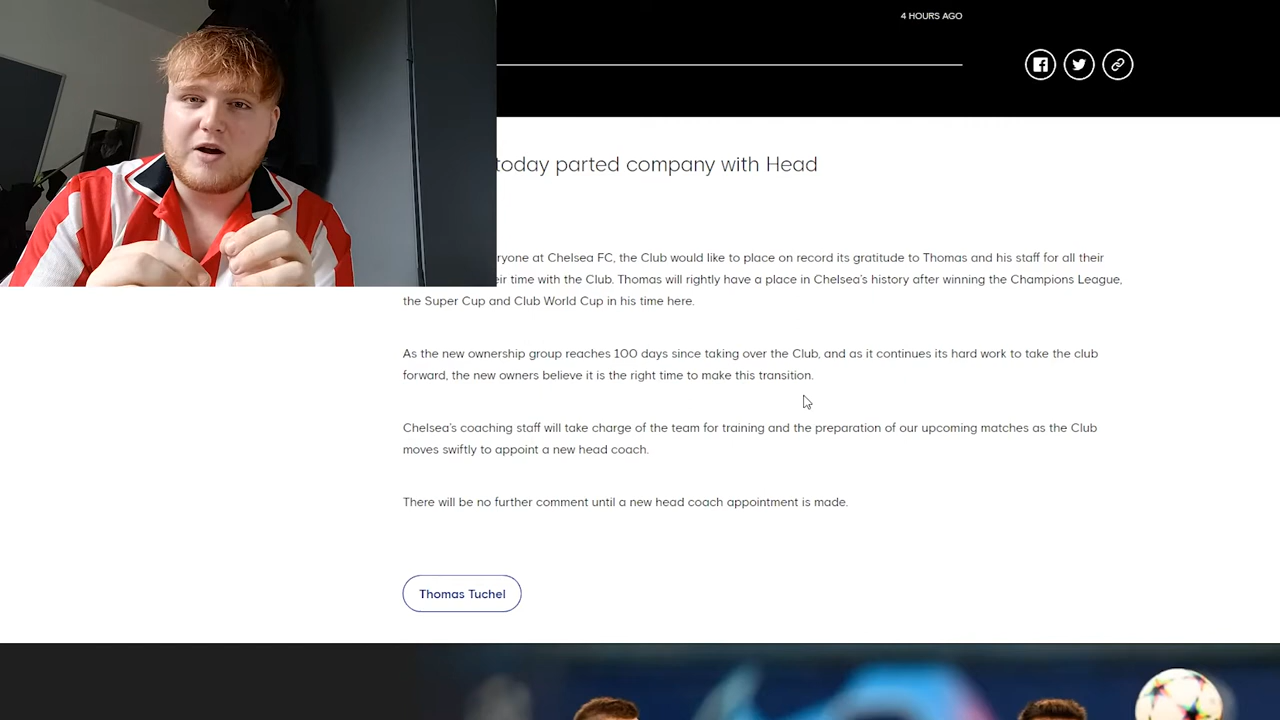 4 HOURS AGO
today parted company with Head
ryone at Chelsea FC, the Club would like to place on record its gratitude to Thomas and his staff for all their
eir time with the Club. Thomas will rightly have a place in Chelsea's history after winning the Champions League,
the Super Cup and Club World Cup in his time here.
As the new ownership group reaches 100 days since taking over the Club, and as it continues its hard work to take the club
forward, the new owners believe it is the right time to make this transition.
Chelsea's coaching staff will take charge of the team for training and the preparation of our upcoming matches as the Club
moves swiftly to appoint a new head coach.
There will be no further comment until a new head coach appointment is made.
Thomas Tuchel